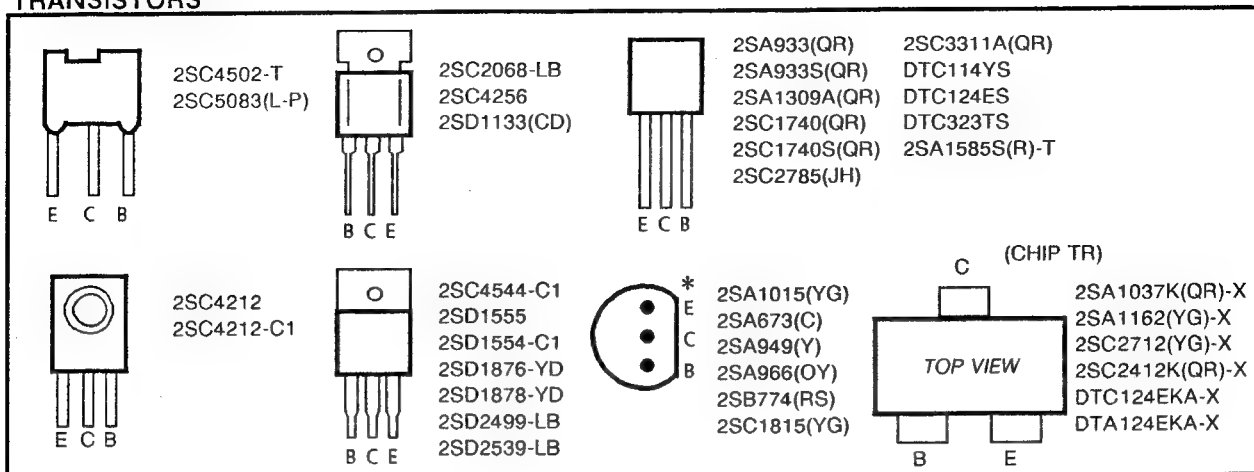 TRANSISTORS
2SC4502-T
2SC5083(L-P)
E C B
2SC2068-LB
2SC4256
2SD1133(CD)
B C E
2SA933(QR)
2SA933S(QR)
2SA1309A(QR)
2SC1740(QR)
2SC1740S(QR)
2SC2785(JH)
2SC3311A(QR)
DTC114YS
DTC124ES
DTC323TS
2SA1585S(R)-T
E C B
2SC4212
2SC4212-C1
E C B
2SC4544-C1
2SD1555
2SD1554-C1
2SD1876-YD
2SD1878-YD
2SD2499-LB
2SD2539-LB
B C E
*
E
C
B
2SA1015(YG)
2SA673(C)
2SA949(Y)
2SA966(OY)
2SB774(RS)
2SC1815(YG)
(CHIP TR)
C
TOP VIEW
B E
2SA1037K(QR)-X
2SA1162(YG)-X
2SC2712(YG)-X
2SC2412K(QR)-X
DTC124EKA-X
DTA124EKA-X